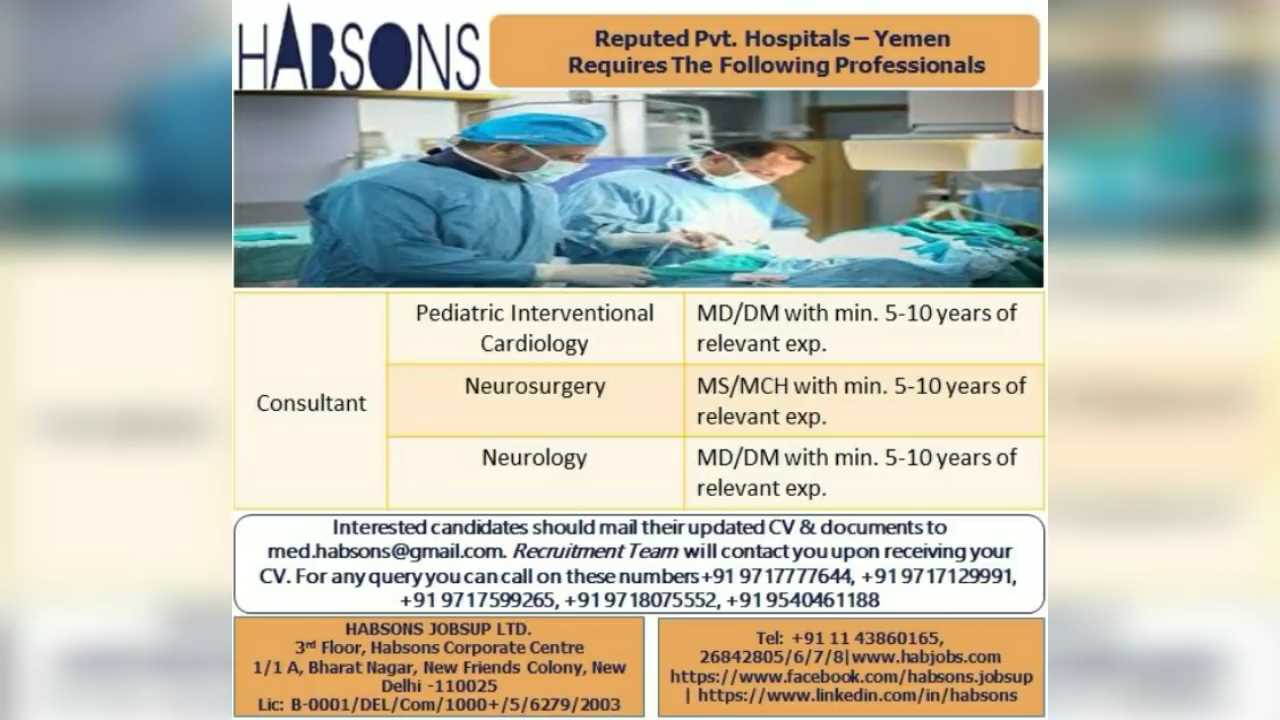 HABSONS
Reputed Pvt. Hospitals – Yemen
Requires The Following Professionals
Consultant
Pediatric Interventional
Cardiology
MD/DM with min. 5-10 years of
relevant exp.
Neurosurgery
MS/MCH with min. 5-10 years of
relevant exp.
Neurology
MD/DM with min. 5-10 years of
relevant exp.
Interested candidates should mail their updated CV & documents to
med.habsons@gmail.com. Recruitment Team will contact you upon receiving your
CV. For any query you can call on these numbers +91 9717777644, +91 9717129991,
+91 9717599265, +91 9718075552, +91 9540461188
HABSONS JOBSUP LTD.
3rd Floor, Habsons Corporate Centre
1/1 A, Bharat Nagar, New Friends Colony, New
Delhi -110025
Lic: B-0001/DEL/Com/1000+/5/6279/2003
Tel: +91 11 43860165,
26842805/6/7/8|www.habjobs.com
https://www.facebook.com/habsons.jobsup
| https://www.linkedin.com/in/habsons